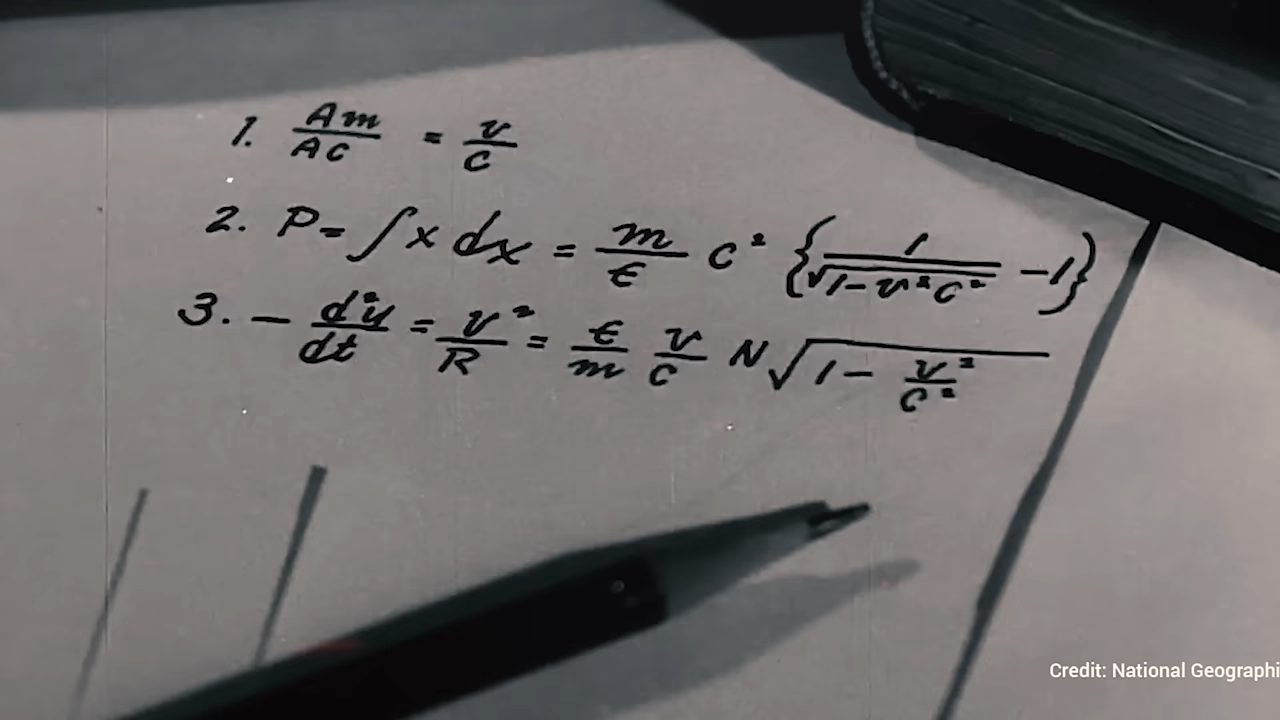 1. Am/Ac = v/c
2. P= ∫x dx = m/ε c² {1/√1-v²c² -1}
3. - d²y/dt = v²/R = ε/m v/c N√1- v²/c²
Credit: National Geographi